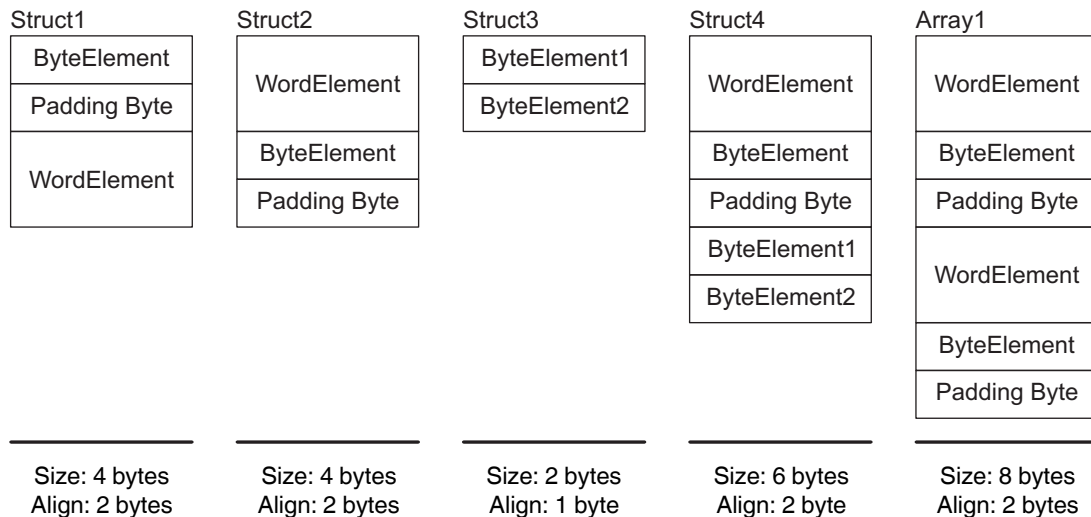 Struct1
ByteElement
Padding Byte
WordElement
Size: 4 bytes
Align: 2 bytes
Struct2
WordElement
ByteElement
Padding Byte
Size: 4 bytes
Align: 2 bytes
Struct3
ByteElement1
ByteElement2
Size: 2 bytes
Align: 1 byte
Struct4
WordElement
ByteElement
Padding Byte
ByteElement1
ByteElement2
Size: 6 bytes
Align: 2 byte
Array1
WordElement
ByteElement
Padding Byte
WordElement
ByteElement
Padding Byte
Size: 8 bytes
Align: 2 bytes